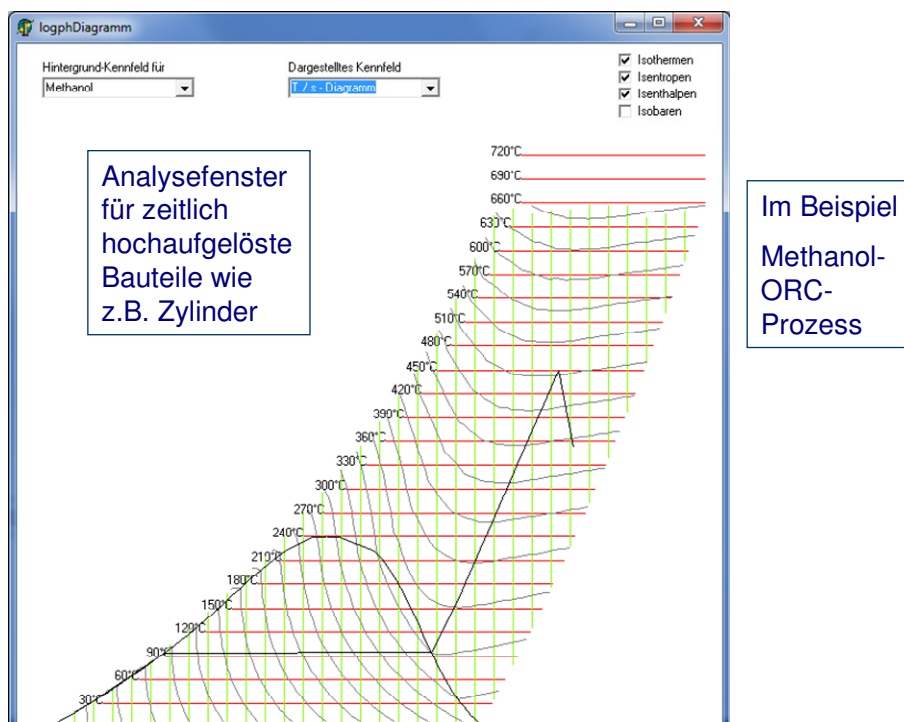 logphDiagramm
Hintergrund-Kennfeld für
Methanol
Dargestelltes Kennfeld
T / s - Diagramm
Isothermen
Isentropen
Isenthalpen
Isobaren
Analysefenster
für zeitlich
hochaufgelöste
Bauteile wie
z.B. Zylinder
Im Beispiel
Methanol-
ORC-
Prozess
720°C
690°C
660°C
630°C
600°C
570°C
540°C
510°C
480°C
450°C
420°C
390°C
360°C
330°C
300°C
270°C
240°C
210°C
180°C
150°C
120°C
90°C
60°C
30°C